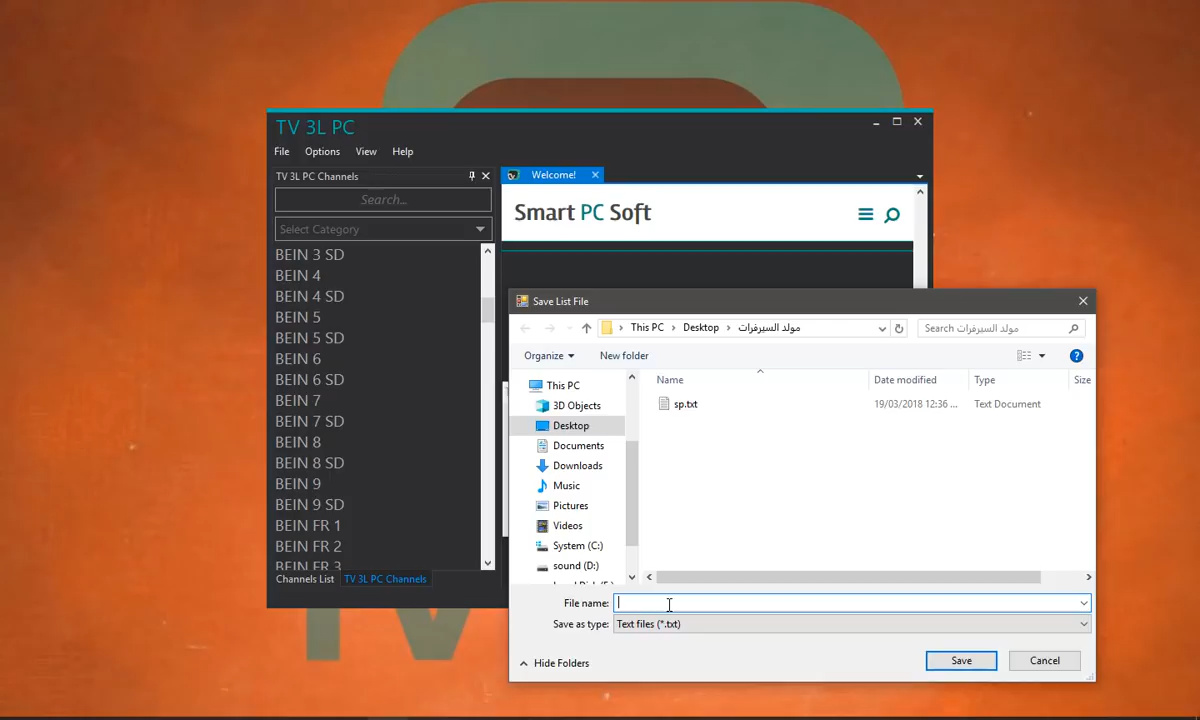 TV 3L PC
File Options View Help
TV 3L PC Channels
Search...
Select Category
BEIN 3 SD
BEIN 4
BEIN 4 SD
BEIN 5
BEIN 5 SD
BEIN 6
BEIN 6 SD
BEIN 7
BEIN 7 SD
BEIN 8
BEIN 8 SD
BEIN 9
BEIN 9 SD
BEIN FR 1
BEIN FR 2
BEIN FR 3
Channels List TV 3L PC Channels
Welcome!
Smart PC Soft
Save List File
This PC > Desktop > مولد السيرفرات
Search مولد السيرفرات
Organize New folder
This PC
3D Objects
Desktop
Documents
Downloads
Music
Pictures
Videos
System (C:)
sound (D:)
Name Date modified Type Size
sp.txt 19/03/2018 12:36 ... Text Document
File name:
Save as type: Text files (*.txt)
Hide Folders
Save Cancel